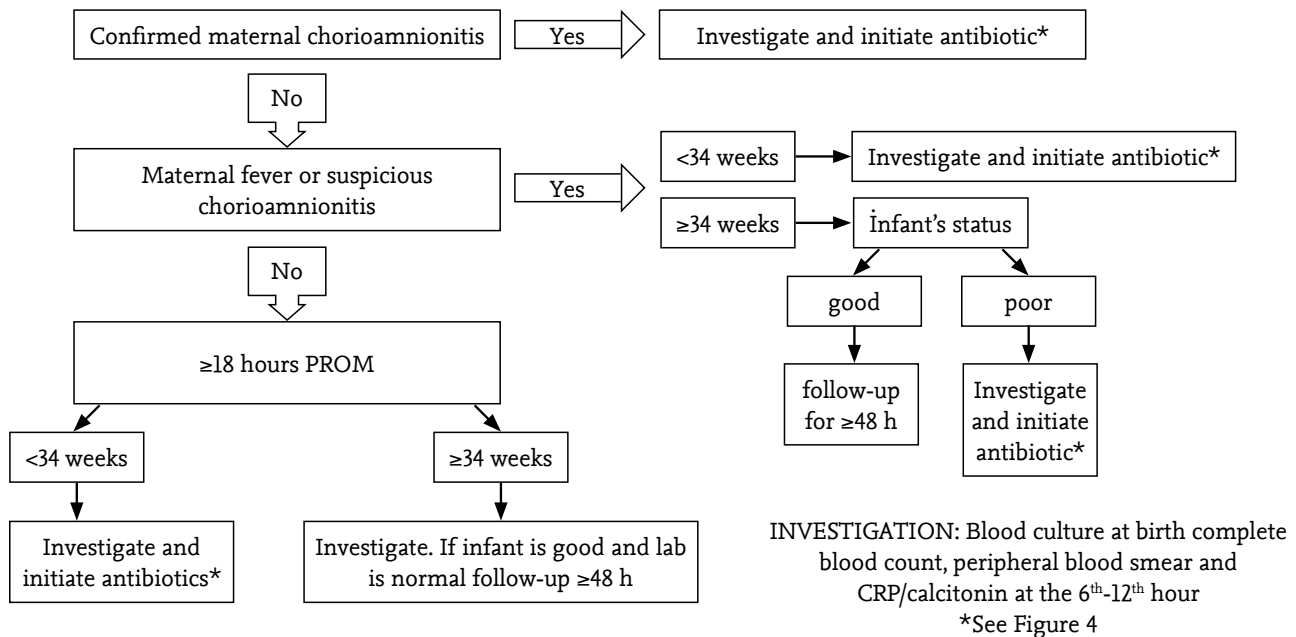 Confirmed maternal chorioamnionitis
Yes
Investigate and initiate antibiotic*
No
Maternal fever or suspicious
chorioamnionitis
Yes
<34 weeks
Investigate and initiate antibiotic*
≥34 weeks
İnfant's status
good
poor
follow-up
for ≥48 h
Investigate
and initiate
antibiotic*
No
≥18 hours PROM
<34 weeks
≥34 weeks
Investigate and
initiate antibiotics*
Investigate. If infant is good and lab
is normal follow-up ≥48 h
INVESTIGATION: Blood culture at birth complete
blood count, peripheral blood smear and
CRP/calcitonin at the 6th-12th hour
*See Figure 4